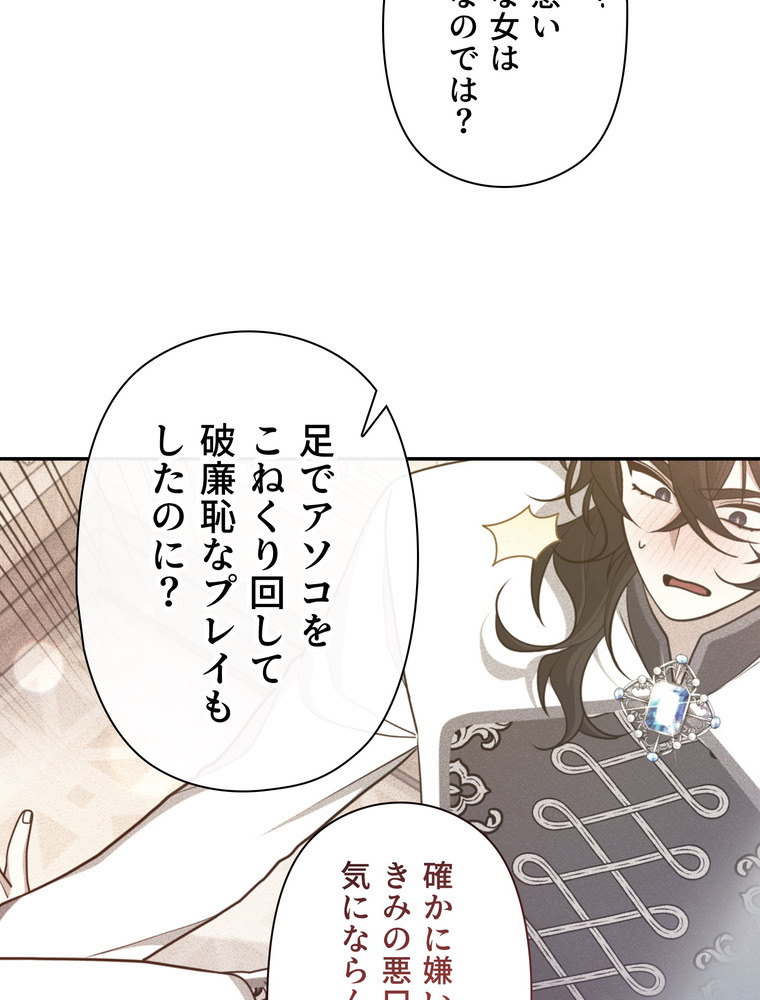 な女は
なのでは？
足でアソコを
こねくり回して
破廉恥なプレイも
したのに？
確かに嫌い
きみの悪口
気にならん